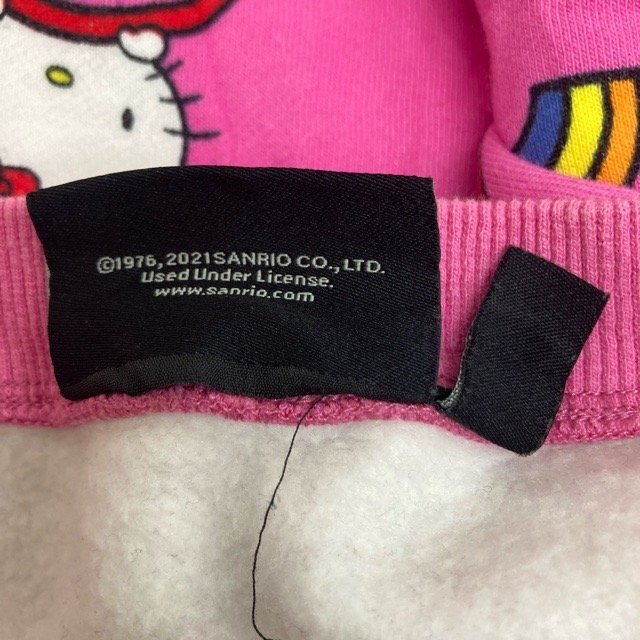 ©1976, 2021SANRIO CO., LTD.
Used Under License.
www.sanrio.com